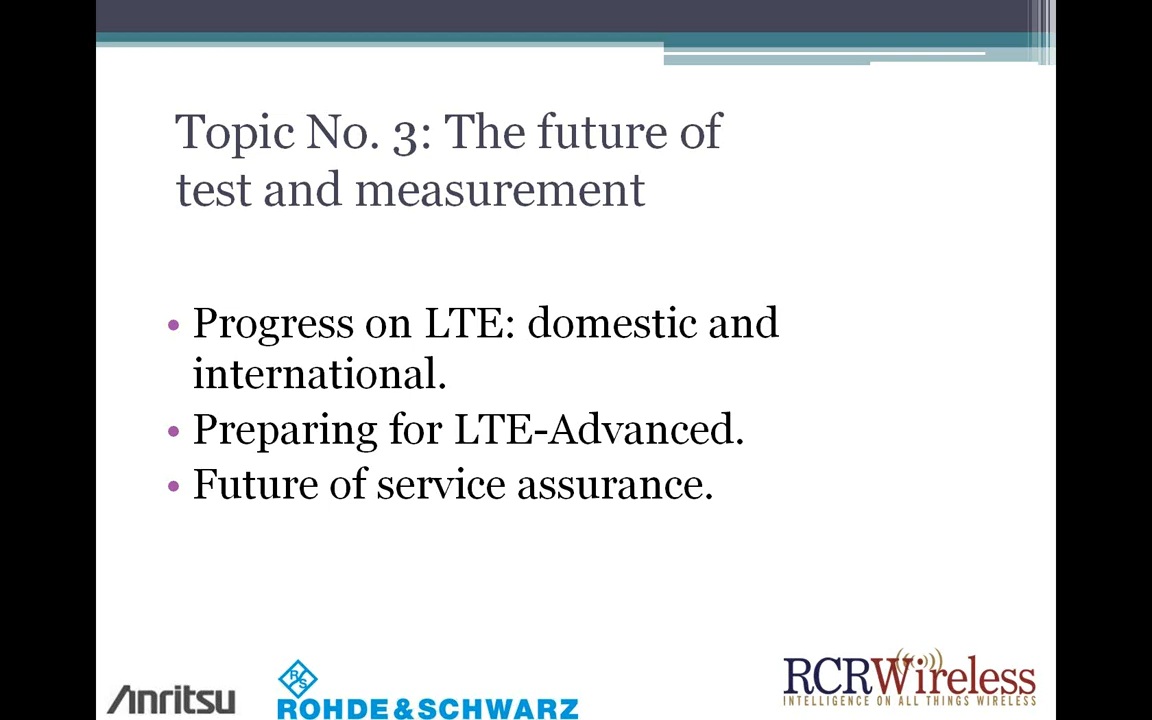 Topic No. 3: The future of
test and measurement
• Progress on LTE: domestic and
international.
• Preparing for LTE-Advanced.
• Future of service assurance.
Anritsu
R S
ROHDE&SCHWARZ
RCRWireless
INTELLIGENCE ON ALL THINGS WIRELESS